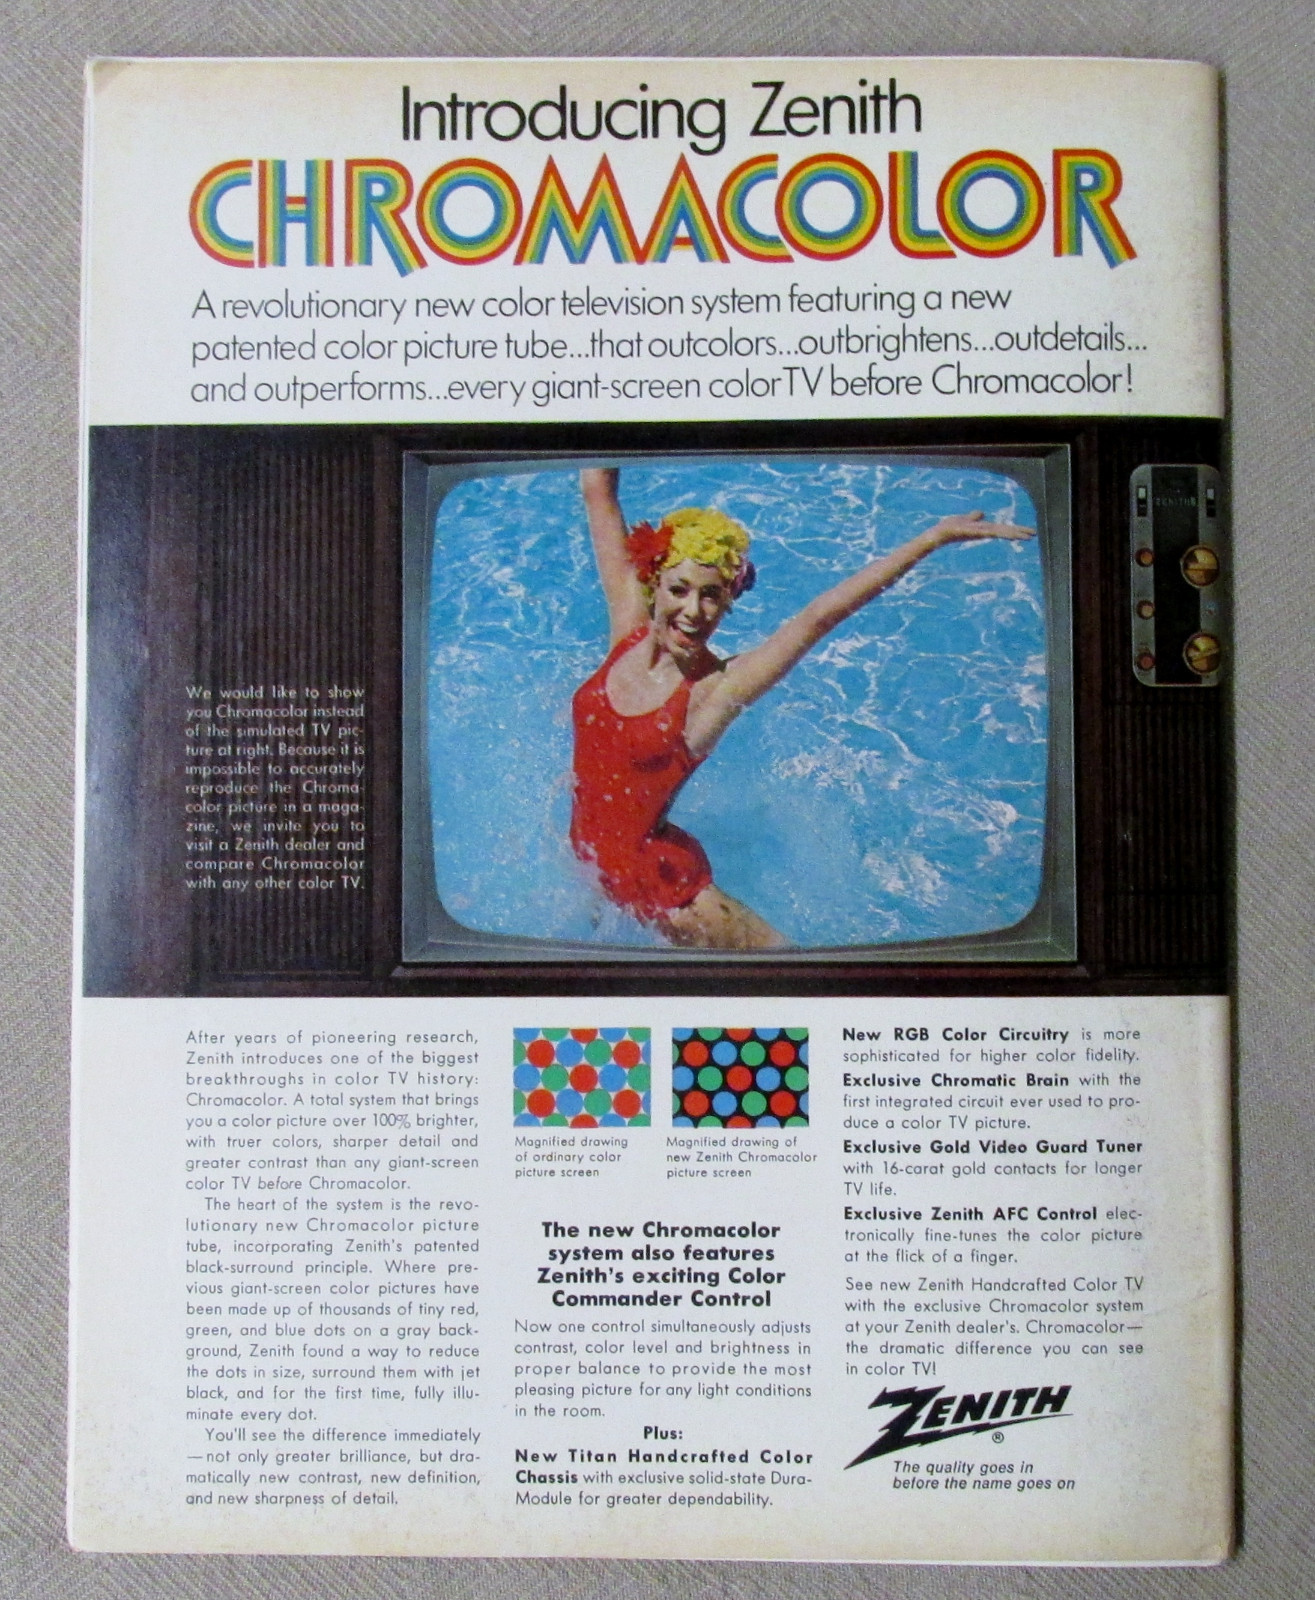 Introducing Zenith
CHROMACOLOR
A revolutionary new color television system featuring a new
patented color picture tube...that outcolors...outbrightens...outdetails...
and outperforms...every giant-screen color TV before Chromacolor!
ZENITH
We would like to show
you Chromacolor instead
of the simulated TV pic-
ture at right. Because it is
impossible to accurately
reproduce the Chroma-
color picture in a maga-
zine, we invite you to
visit a Zenith dealer and
compare Chromacolor
with any other color TV.
After years of pioneering research,
Zenith introduces one of the biggest
breakthroughs in color TV history:
Chromacolor. A total system that brings
you a color picture over 100% brighter,
with truer colors, sharper detail and
greater contrast than any giant-screen
color TV before Chromacolor.
The heart of the system is the revo-
lutionary new Chromacolor picture
tube, incorporating Zenith's patented
black-surround principle. Where pre-
vious giant-screen color pictures have
been made up of thousands of tiny red,
green, and blue dots on a gray back-
ground, Zenith found a way to reduce
the dots in size, surround them with jet
black, and for the first time, fully illu-
minate every dot.
You'll see the difference immediately
—not only greater brilliance, but dra-
matically new contrast, new definition,
and new sharpness of detail.
Magnified drawing
of ordinary color
picture screen
Magnified drawing of
new Zenith Chromacolor
picture screen
The new Chromacolor
system also features
Zenith's exciting Color
Commander Control
Now one control simultaneously adjusts
contrast, color level and brightness in
proper balance to provide the most
pleasing picture for any light conditions
in the room.
Plus:
New Titan Handcrafted Color
Chassis with exclusive solid-state Dura-
Module for greater dependability.
New RGB Color Circuitry is more
sophisticated for higher color fidelity.
Exclusive Chromatic Brain with the
first integrated circuit ever used to pro-
duce a color TV picture.
Exclusive Gold Video Guard Tuner
with 16-carat gold contacts for longer
TV life.
Exclusive Zenith AFC Control elec-
tronically fine-tunes the color picture
at the flick of a finger.
See new Zenith Handcrafted Color TV
with the exclusive Chromacolor system
at your Zenith dealer's. Chromacolor—
the dramatic difference you can see
in color TV!
ZENITH
®
The quality goes in
before the name goes on